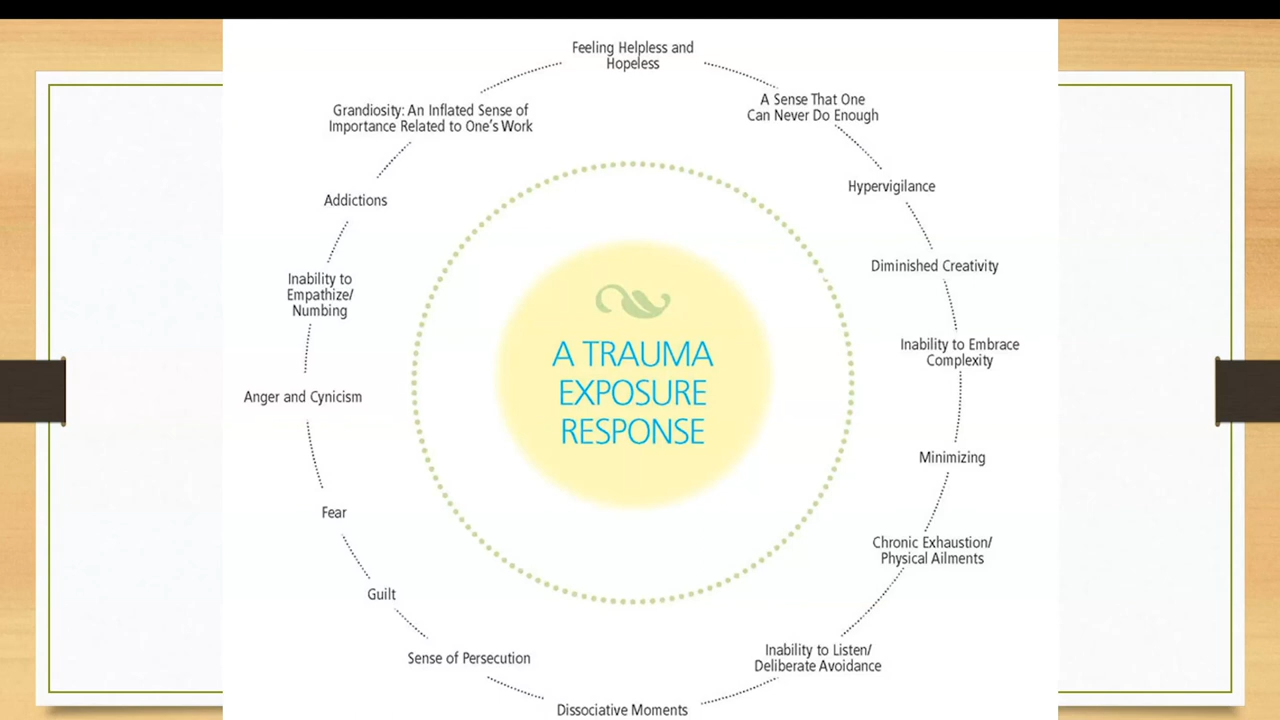 Feeling Helpless and
Hopeless
A Sense That One
Can Never Do Enough
Hypervigilance
Diminished Creativity
Inability to Embrace
Complexity
Minimizing
Chronic Exhaustion/
Physical Ailments
Inability to Listen/
Deliberate Avoidance
Dissociative Moments
Sense of Persecution
Guilt
Fear
Anger and Cynicism
Inability to
Empathize/
Numbing
Addictions
Grandiosity: An Inflated Sense of
Importance Related to One's Work
A TRAUMA
EXPOSURE
RESPONSE